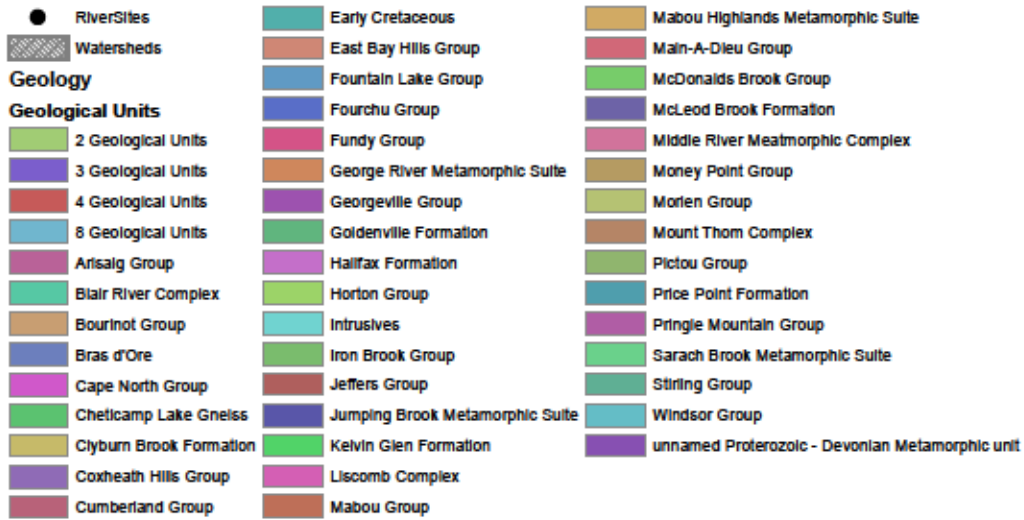 RiverSites
Watersheds
Geology
Geological Units
2 Geological Units
3 Geological Units
4 Geological Units
8 Geological Units
Arisaig Group
Blair River Complex
Bourinot Group
Bras d'Ore
Cape North Group
Cheticamp Lake Gneiss
Clyburn Brook Formation
Coxheath Hills Group
Cumberland Group
Early Cretaceous
East Bay Hills Group
Fountain Lake Group
Fourchu Group
Fundy Group
George River Metamorphic Suite
Georgeville Group
Goldenville Formation
Halifax Formation
Horton Group
Intrusives
Iron Brook Group
Jeffers Group
Jumping Brook Metamorphic Suite
Kelvin Glen Formation
Liscomb Complex
Mabou Group
Mabou Highlands Metamorphic Suite
Main-A-Dieu Group
McDonalds Brook Group
McLeod Brook Formation
Middle River Meatmorphic Complex
Money Point Group
Morien Group
Mount Thom Complex
Pictou Group
Price Point Formation
Pringle Mountain Group
Sarach Brook Metamorphic Suite
Stirling Group
Windsor Group
unnamed Proterozoic - Devonian Metamorphic unit